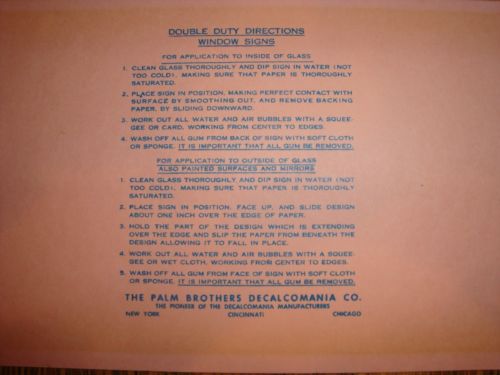 DOUBLE DUTY DIRECTIONS
WINDOW SIGNS
FOR APPLICATION TO INSIDE OF GLASS
1. CLEAN GLASS THOROUGHLY AND DIP SIGN IN WATER (NOT
TOO COLD), MAKING SURE THAT PAPER IS THOROUGHLY
SATURATED.
2. PLACE SIGN IN POSITION, MAKING PERFECT CONTACT WITH
SURFACE BY SMOOTHING OUT, AND REMOVE BACKING
PAPER, BY SLIDING DOWNWARD.
3. WORK OUT ALL WATER AND AIR BUBBLES WITH A SQUEE-
GEE OR CARD, WORKING FROM CENTER TO EDGES.
4. WASH OFF ALL GUM FROM BACK OF SIGN WITH SOFT CLOTH
OR SPONGE. IT IS IMPORTANT THAT ALL GUM BE REMOVED.
FOR APPLICATION TO OUTSIDE OF GLASS
ALSO PAINTED SURFACES AND MIRRORS
1. CLEAN GLASS THOROUGHLY AND DIP SIGN IN WATER (NOT
TOO COLD), MAKING SURE THAT PAPER IS THOROUGHLY
SATURATED.
2. PLACE SIGN IN POSITION, FACE UP, AND SLIDE DESIGN
ABOUT ONE INCH OVER THE EDGE OF PAPER.
3. HOLD THE PART OF THE DESIGN WHICH IS EXTENDING
OVER THE EDGE AND SLIP THE PAPER FROM BENEATH THE
DESIGN ALLOWING IT TO FALL IN PLACE.
4. WORK OUT ALL WATER AND AIR BUBBLES WITH A SQUEE-
GEE OR WET CLOTH, WORKING FROM CENTER TO EDGES.
5. WASH OFF ALL GUM FROM FACE OF SIGN WITH SOFT CLOTH
OR SPONGE. IT IS IMPORTANT THAT ALL GUM BE REMOVED.
THE PALM BROTHERS DECALCOMANIA CO.
THE PIONEER OF THE DECALCOMANIA MANUFACTURERS
NEW YORK CINCINNATI CHICAGO